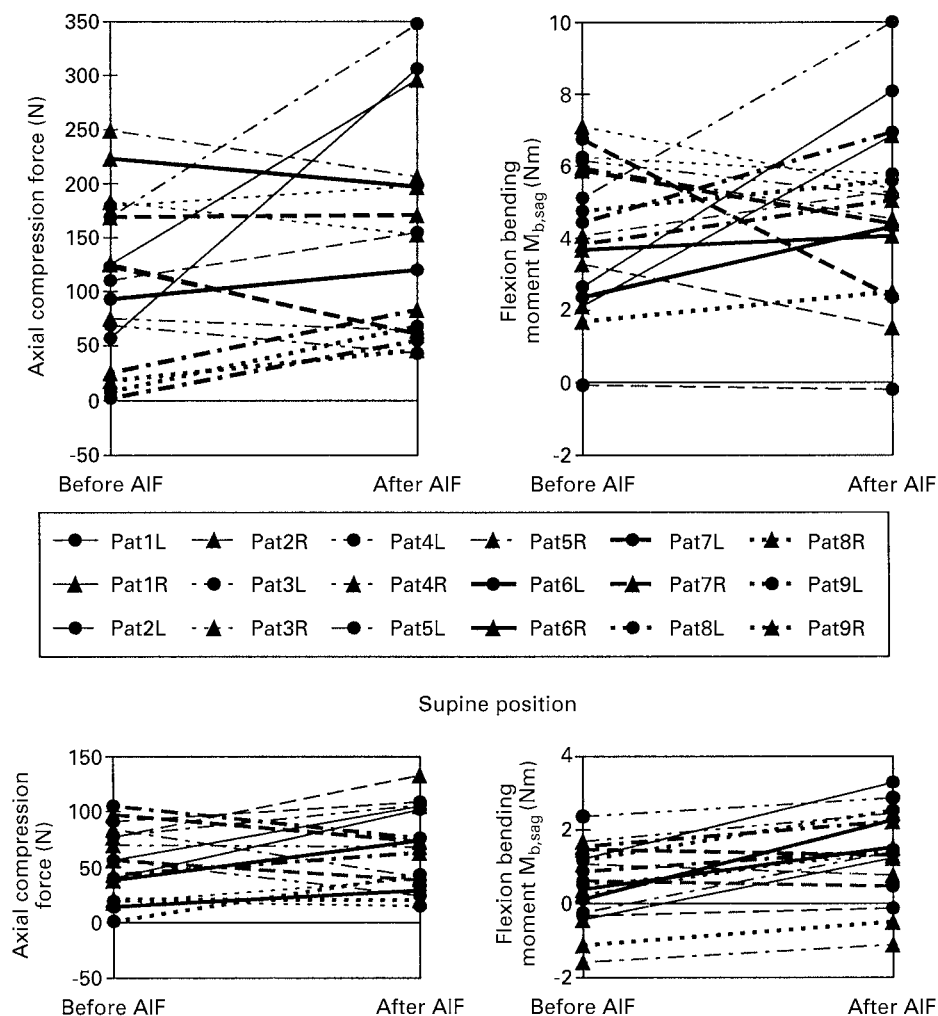 350
300
250
200
150
100
50
0
-50
Axial compression force (N)
Before AIF
After AIF
10
8
6
4
2
0
-2
Flexion bending
moment Mb,sag (Nm)
Before AIF
After AIF
Pat1L Pat2R Pat4L Pat5R Pat7L Pat8R
Pat1R Pat3L Pat4R Pat6L Pat7R Pat9L
Pat2L Pat3R Pat5L Pat6R Pat8L Pat9R
Supine position
150
100
50
0
-50
Axial compression
force (N)
Before AIF
After AIF
4
2
0
-2
Flexion bending
moment Mb,sag (Nm)
Before AIF
After AIF